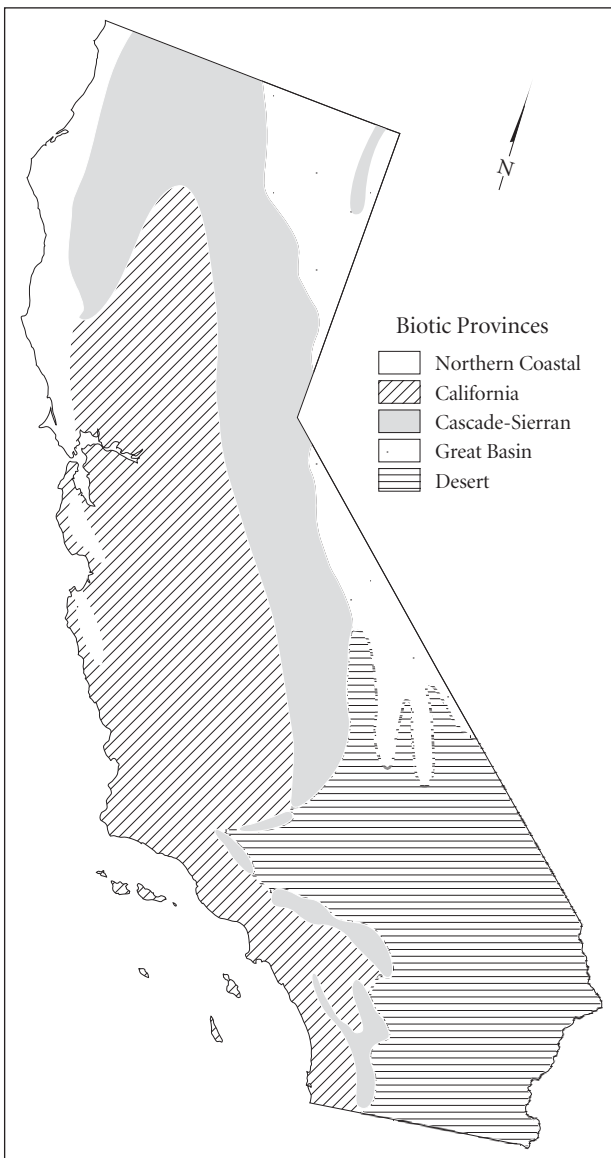 N
Biotic Provinces
Northern Coastal
California
Cascade-Sierran
Great Basin
Desert